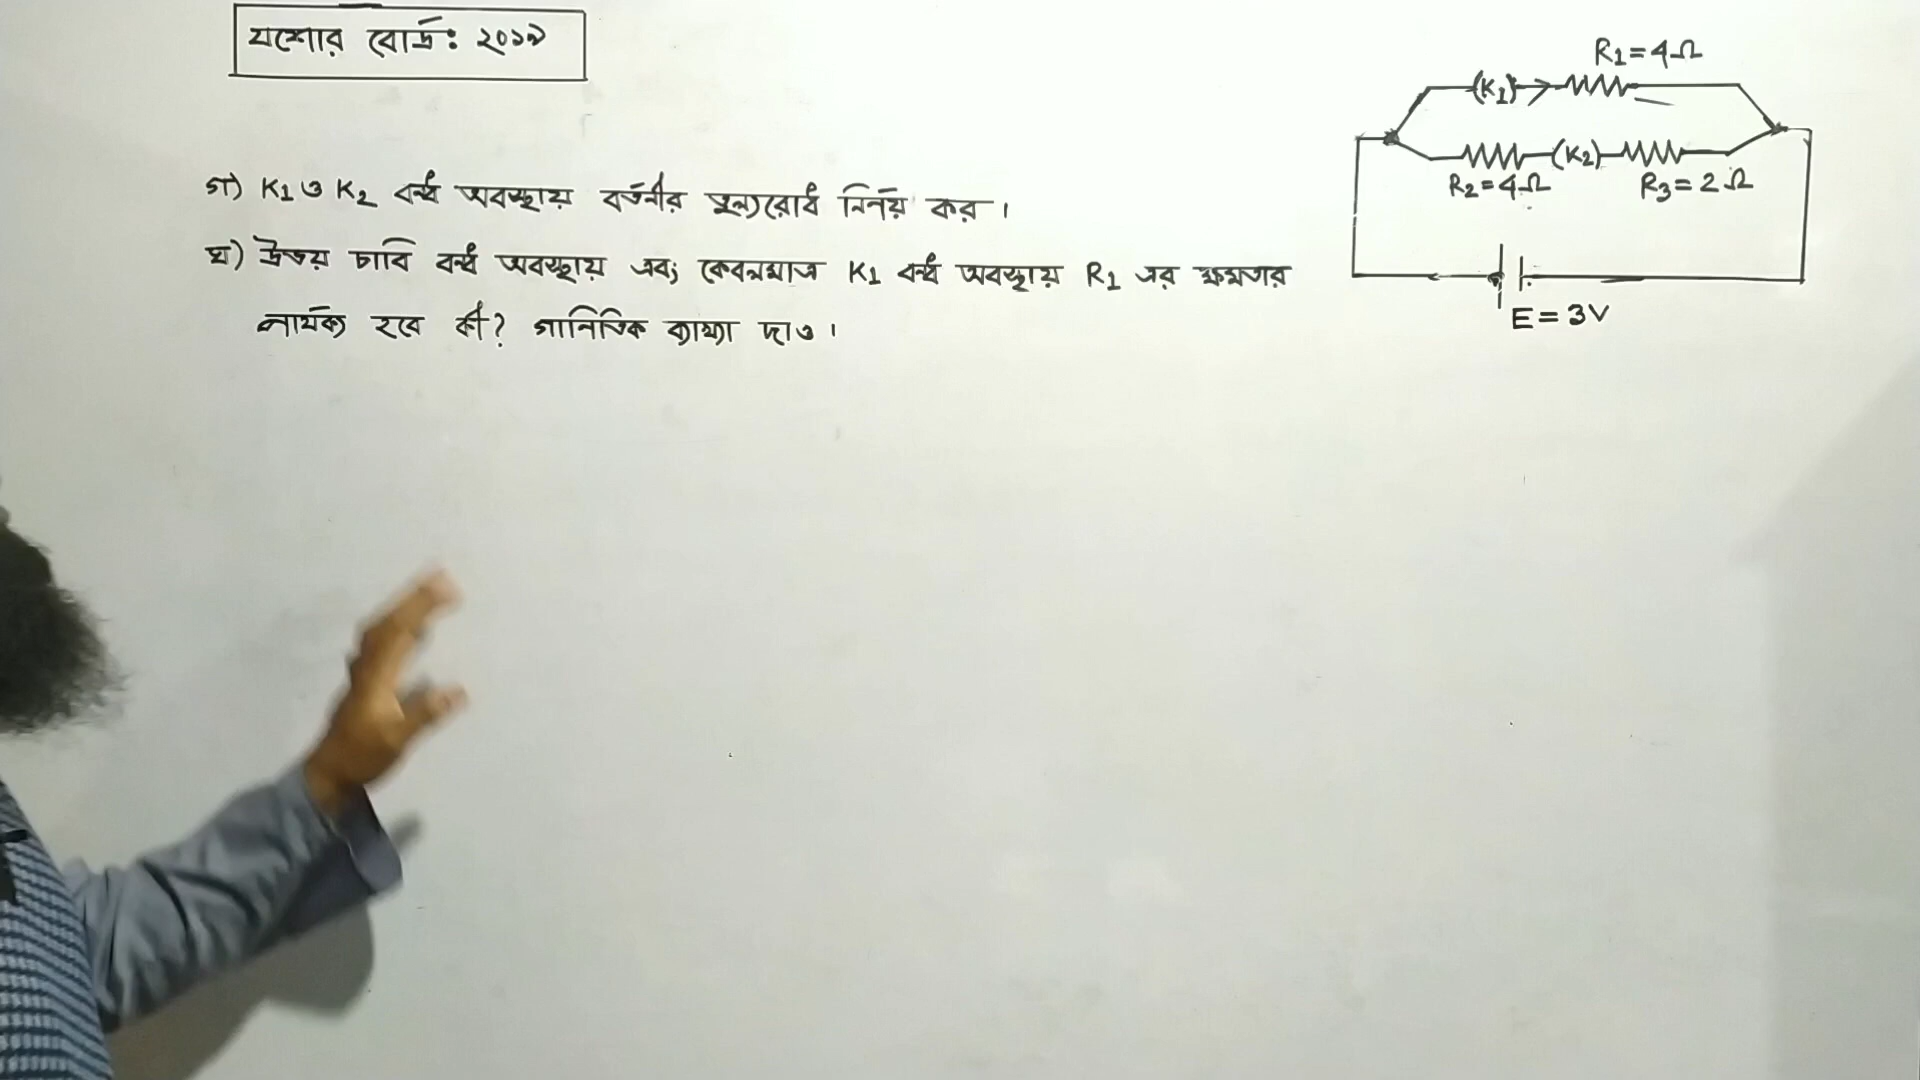 যশোর বোর্ড: ২০১৯
গ) K1 ও K2 বন্ধ অবস্থায় বর্তনীর তুল্যরোধ নির্ণয় কর।
ঘ) উভয় চাবি বন্ধ অবস্থায় এবং কেবলমাত্র K1 বন্ধ অবস্থায় R1 এর ক্ষমতার
পার্থক্য হবে কী? গানিতিক ব্যাখ্যা দাও।
R1=4Ω
(K1)
(K2)
R2=4Ω R3=2Ω
E=3V